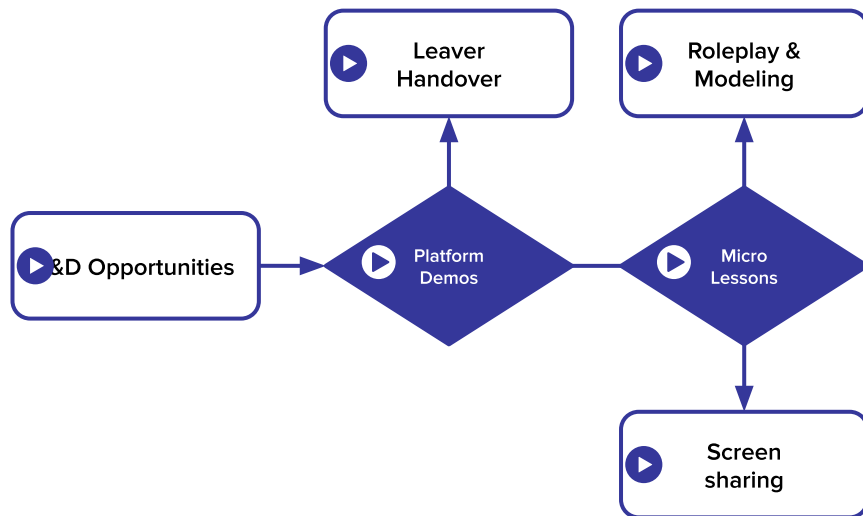 Leaver
Handover
Roleplay &
Modeling
&D Opportunities
Platform
Demos
Micro
Lessons
Screen
sharing